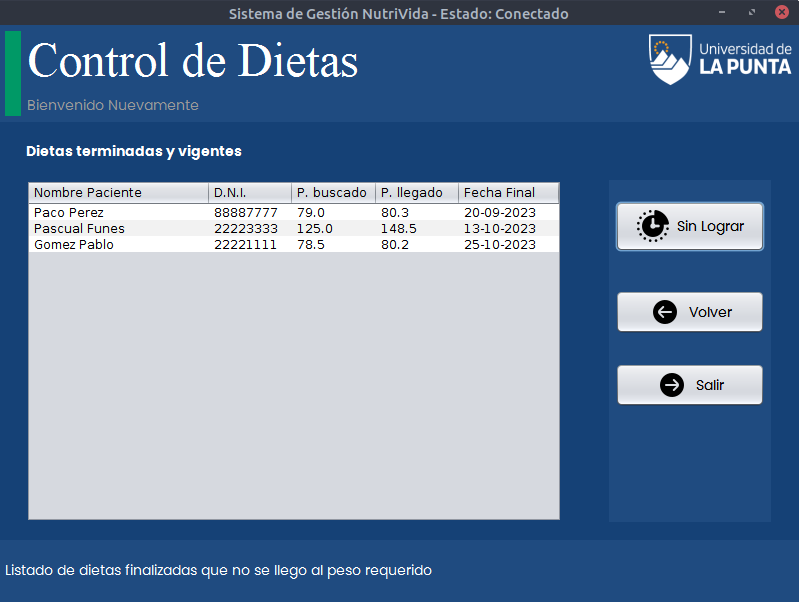 Sistema de Gestión NutriVida - Estado: Conectado
Control de Dietas
Bienvenido Nuevamente
Universidad de
LA PUNTA
Dietas terminadas y vigentes
Nombre Paciente D.N.I. P. buscado P. llegado Fecha Final
Paco Perez 88887777 79.0 80.3 20-09-2023
Pascual Funes 22223333 125.0 148.5 13-10-2023
Gomez Pablo 22221111 78.5 80.2 25-10-2023
Sin Lograr
Volver
Salir
Listado de dietas finalizadas que no se llego al peso requerido